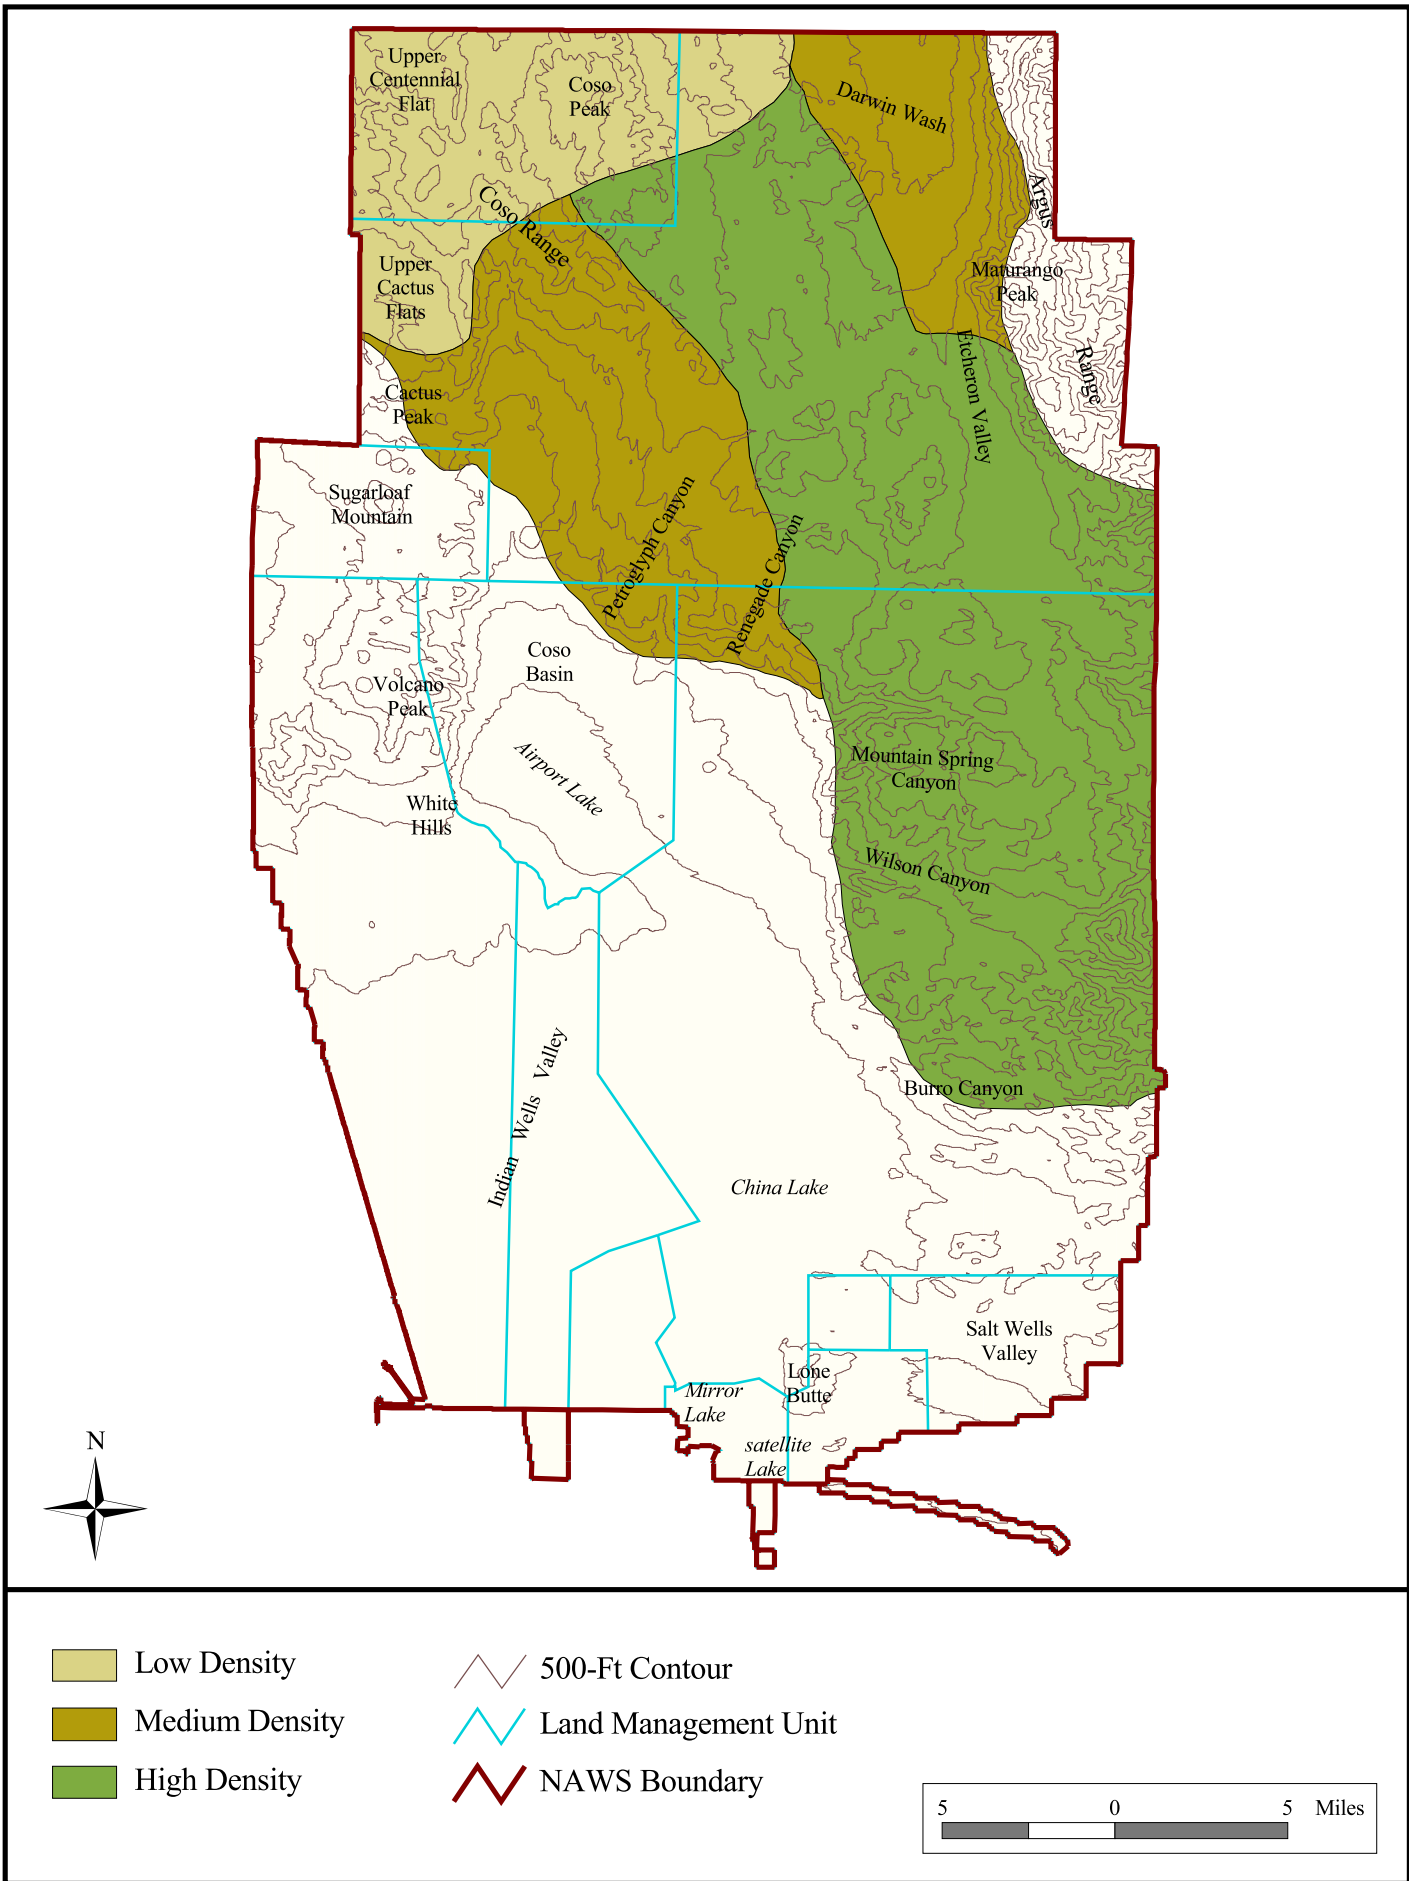 Upper
Centennial
Flat
Coso
Peak
Darwin Wash
Argus
Range
Coso Range
Upper
Cactus
Flats
Maturango
Peak
Etcheron Valley
Cactus
Peak
Sugarloaf
Mountain
Petroglyph Canyon
Renegade Canyon
Coso
Basin
Volcano
Peak
Airport Lake
Mountain Spring
Canyon
White
Hills
Wilson Canyon
Indian Wells Valley
Burro Canyon
China Lake
Salt Wells
Valley
Lone
Butte
Mirror
Lake
satellite
Lake
N
Low Density
Medium Density
High Density
500-Ft Contour
Land Management Unit
NAWS Boundary
5 0 5 Miles